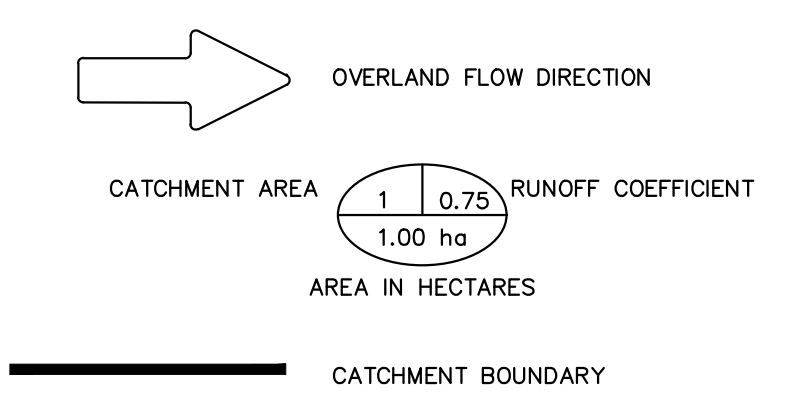 OVERLAND FLOW DIRECTION
CATCHMENT AREA
1
0.75
RUNOFF COEFFICIENT
1.00 ha
AREA IN HECTARES
CATCHMENT BOUNDARY